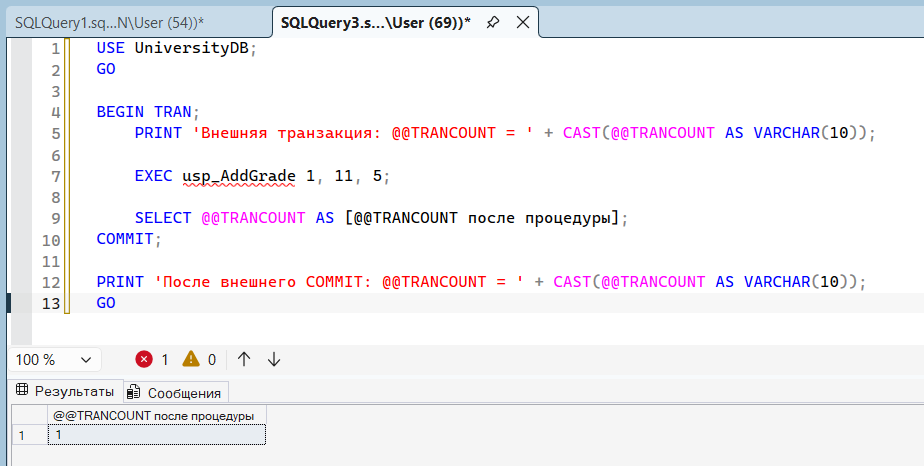 SQLQuery1.sq...N\User (54))*
SQLQuery3.s...\User (69))*
1 USE UniversityDB;
2 GO
3
4 BEGIN TRAN;
5 PRINT 'Внешняя транзакция: @@TRANCOUNT = ' + CAST(@@TRANCOUNT AS VARCHAR(10));
6
7 EXEC usp_AddGrade 1, 11, 5;
8
9 SELECT @@TRANCOUNT AS [@@TRANCOUNT после процедуры];
10 COMMIT;
11
12 PRINT 'После внешнего COMMIT: @@TRANCOUNT = ' + CAST(@@TRANCOUNT AS VARCHAR(10));
13 GO
100 % 1 0
Результаты Сообщения
@@TRANCOUNT после процедуры
1 1